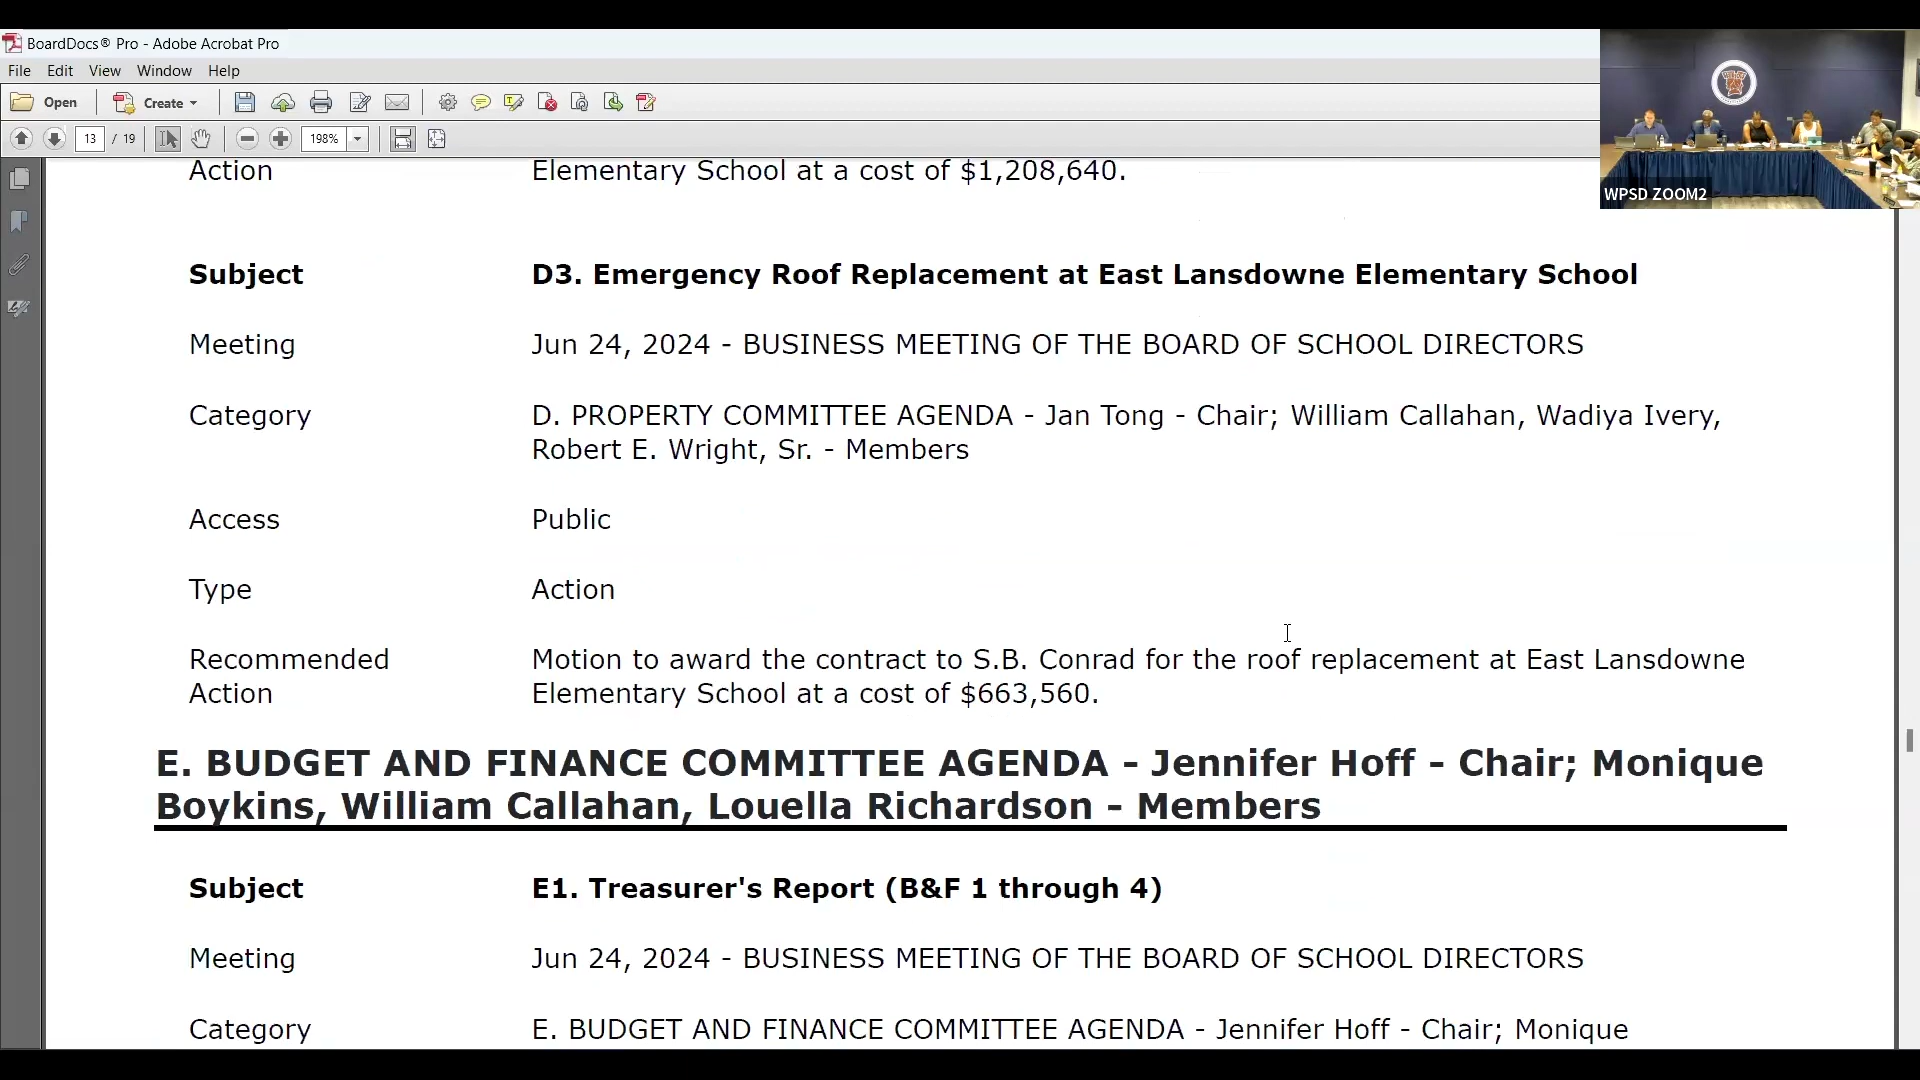 BoardDocs® Pro - Adobe Acrobat Pro
File Edit View Window Help
Open Create
13 / 19 198%
WPSD ZOOM2
Action Elementary School at a cost of $1,208,640.
Subject D3. Emergency Roof Replacement at East Lansdowne Elementary School
Meeting Jun 24, 2024 - BUSINESS MEETING OF THE BOARD OF SCHOOL DIRECTORS
Category D. PROPERTY COMMITTEE AGENDA - Jan Tong - Chair; William Callahan, Wadiya Ivery,
Robert E. Wright, Sr. - Members
Access Public
Type Action
Recommended Motion to award the contract to S.B. Conrad for the roof replacement at East Lansdowne
Action Elementary School at a cost of $663,560.
E. BUDGET AND FINANCE COMMITTEE AGENDA - Jennifer Hoff - Chair; Monique
Boykins, William Callahan, Louella Richardson - Members
Subject E1. Treasurer's Report (B&F 1 through 4)
Meeting Jun 24, 2024 - BUSINESS MEETING OF THE BOARD OF SCHOOL DIRECTORS
Category E. BUDGET AND FINANCE COMMITTEE AGENDA - Jennifer Hoff - Chair; Monique